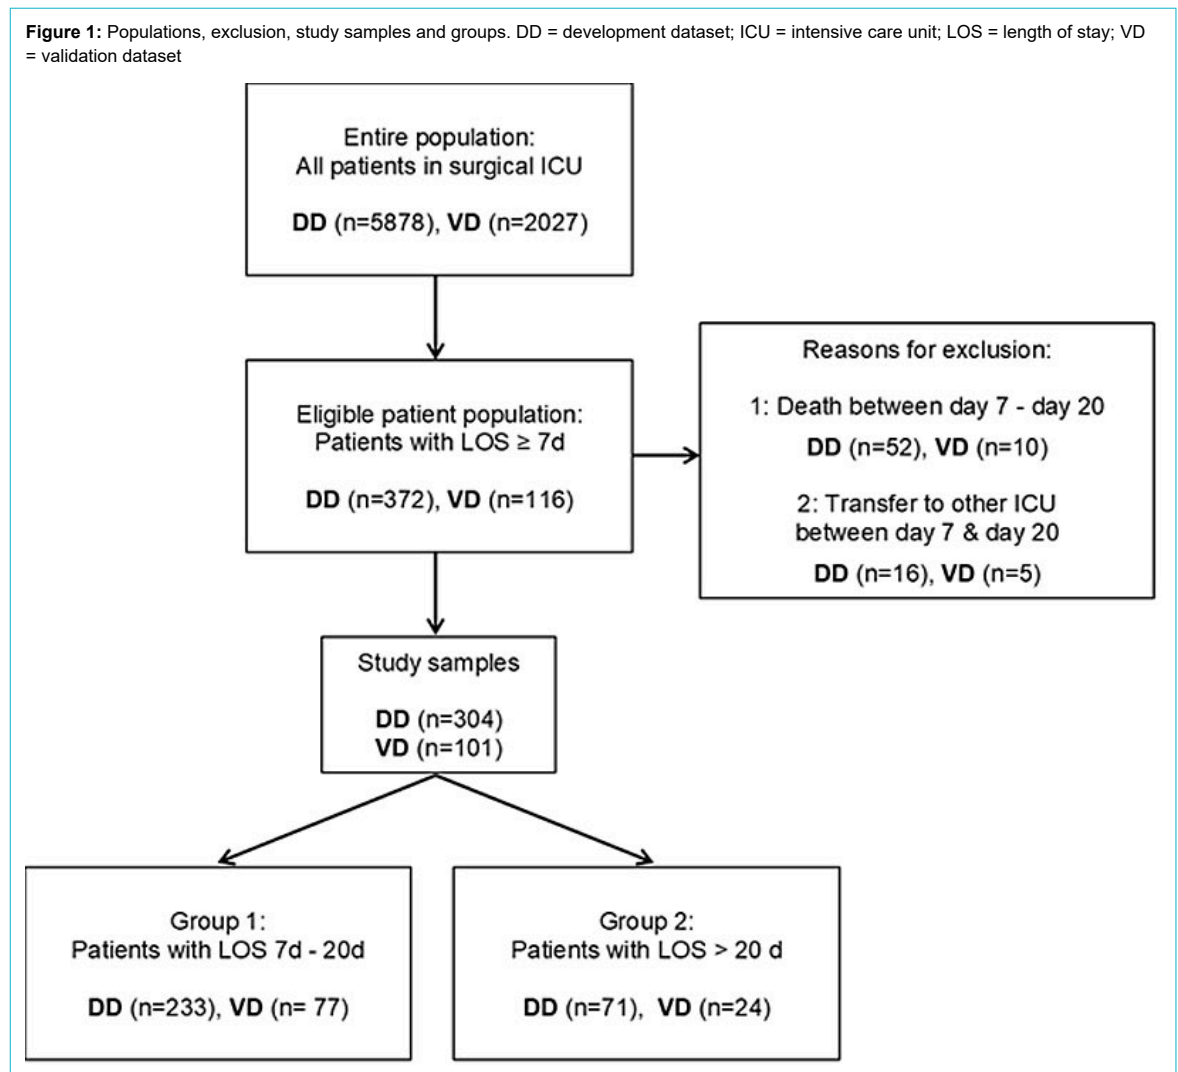 Figure 1: Populations, exclusion, study samples and groups. DD = development dataset; ICU = intensive care unit; LOS = length of stay; VD
= validation dataset
Entire population:
All patients in surgical ICU
DD (n=5878), VD (n=2027)
Eligible patient population:
Patients with LOS ≥ 7d
DD (n=372), VD (n=116)
Reasons for exclusion:
1: Death between day 7 - day 20
DD (n=52), VD (n=10)
2: Transfer to other ICU
between day 7 & day 20
DD (n=16), VD (n=5)
Study samples
DD (n=304)
VD (n=101)
Group 1:
Patients with LOS 7d - 20d
DD (n=233), VD (n= 77)
Group 2:
Patients with LOS > 20 d
DD (n=71), VD (n=24)